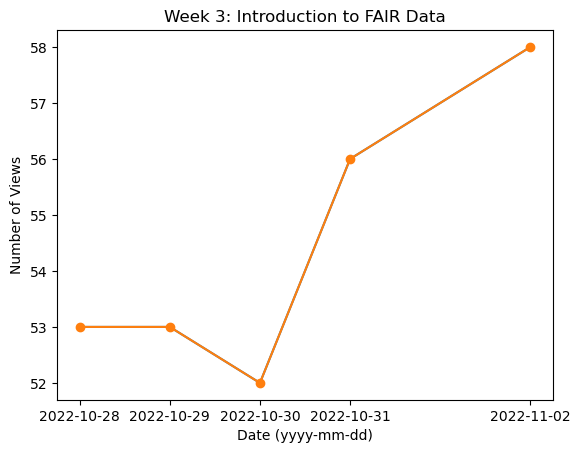 Week 3: Introduction to FAIR Data
Number of Views
58
57
56
55
54
53
52
2022-10-28 2022-10-29 2022-10-30 2022-10-31 2022-11-02
Date (yyyy-mm-dd)